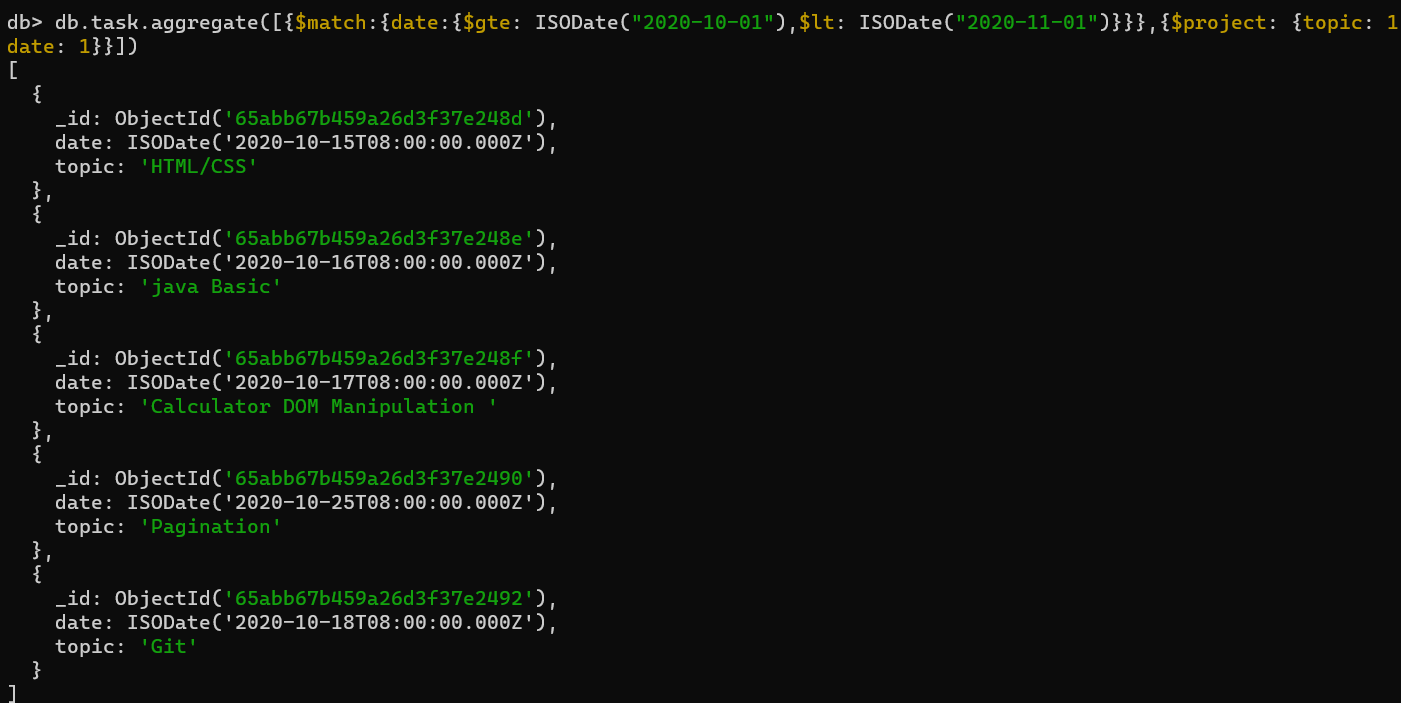 db> db.task.aggregate([{$match:{date:{$gte: ISODate("2020-10-01"),$lt: ISODate("2020-11-01")}}},{$project: {topic: 1
date: 1}}])
[
  {
    _id: ObjectId('65abb67b459a26d3f37e248d'),
    date: ISODate('2020-10-15T08:00:00.000Z'),
    topic: 'HTML/CSS'
  },
  {
    _id: ObjectId('65abb67b459a26d3f37e248e'),
    date: ISODate('2020-10-16T08:00:00.000Z'),
    topic: 'java Basic'
  },
  {
    _id: ObjectId('65abb67b459a26d3f37e248f'),
    date: ISODate('2020-10-17T08:00:00.000Z'),
    topic: 'Calculator DOM Manipulation '
  },
  {
    _id: ObjectId('65abb67b459a26d3f37e2490'),
    date: ISODate('2020-10-25T08:00:00.000Z'),
    topic: 'Pagination'
  },
  {
    _id: ObjectId('65abb67b459a26d3f37e2492'),
    date: ISODate('2020-10-18T08:00:00.000Z'),
    topic: 'Git'
  }
]